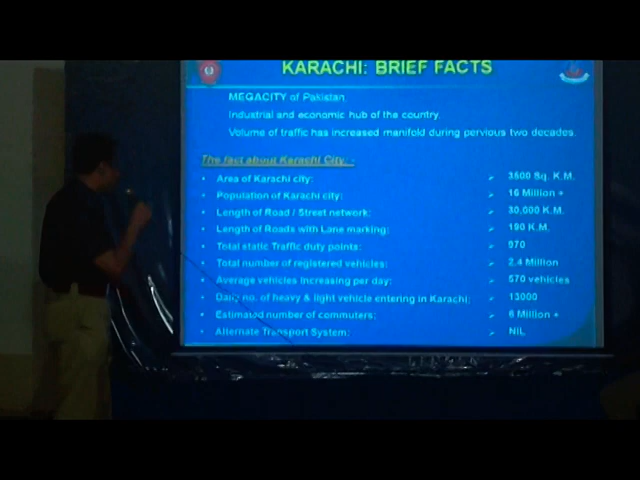 KARACHI: BRIEF FACTS
MEGACITY of Pakistan
Industrial and economic hub of the country.
Volume of traffic has increased manifold during pervious two decades.
The fact about Karachi City: -
• Area of Karachi city: ➢ 3600 Sq. K.M.
• Population of Karachi city: ➢ 16 Million +
• Length of Road / Street network: ➢ 30,000 K.M.
• Length of Roads with Lane marking: ➢ 190 K.M.
• Total static Traffic duty points: ➢ 970
• Total number of registered vehicles: ➢ 2.4 Million
• Average vehicles increasing per day: ➢ 570 vehicles
• Daily no. of heavy & light vehicle entering in Karachi: ➢ 13000
• Estimated number of commuters: ➢ 6 Million +
• Alternate Transport System: ➢ NIL